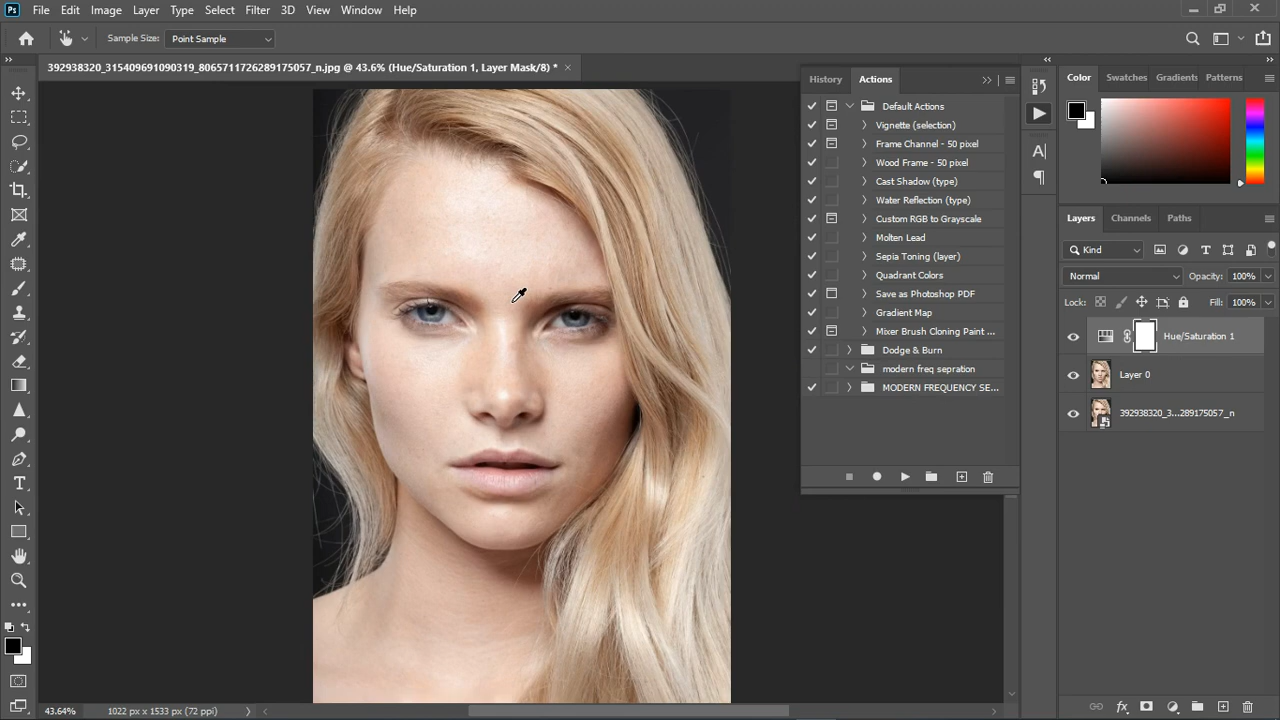 Ps File Edit Image Layer Type Select Filter 3D View Window Help
Sample Size: Point Sample
392938320_315409691090319_8065711726289175057_n.jpg @ 43.6% (Hue/Saturation 1, Layer Mask/8) *
History Actions
Default Actions
Vignette (selection)
Frame Channel - 50 pixel
Wood Frame - 50 pixel
Cast Shadow (type)
Water Reflection (type)
Custom RGB to Grayscale
Molten Lead
Sepia Toning (layer)
Quadrant Colors
Save as Photoshop PDF
Gradient Map
Mixer Brush Cloning Paint ...
Dodge & Burn
modern freq sepration
MODERN FREQUENCY SE...
Color Swatches Gradients Patterns
Layers Channels Paths
Kind
Normal Opacity: 100%
Lock: Fill: 100%
Hue/Saturation 1
Layer 0
392938320_3...289175057_n
43.64% 1022 px x 1533 px (72 ppi)